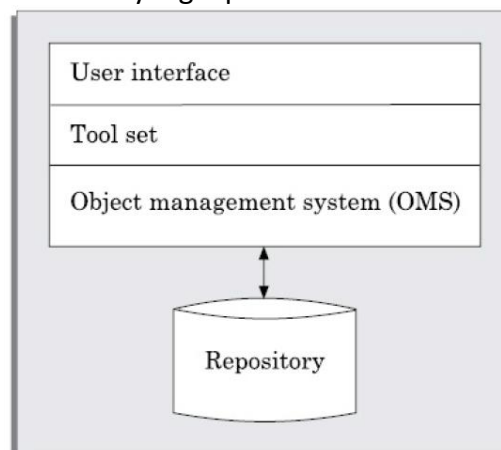 User interface
Tool set
Object management system (OMS)
Repository